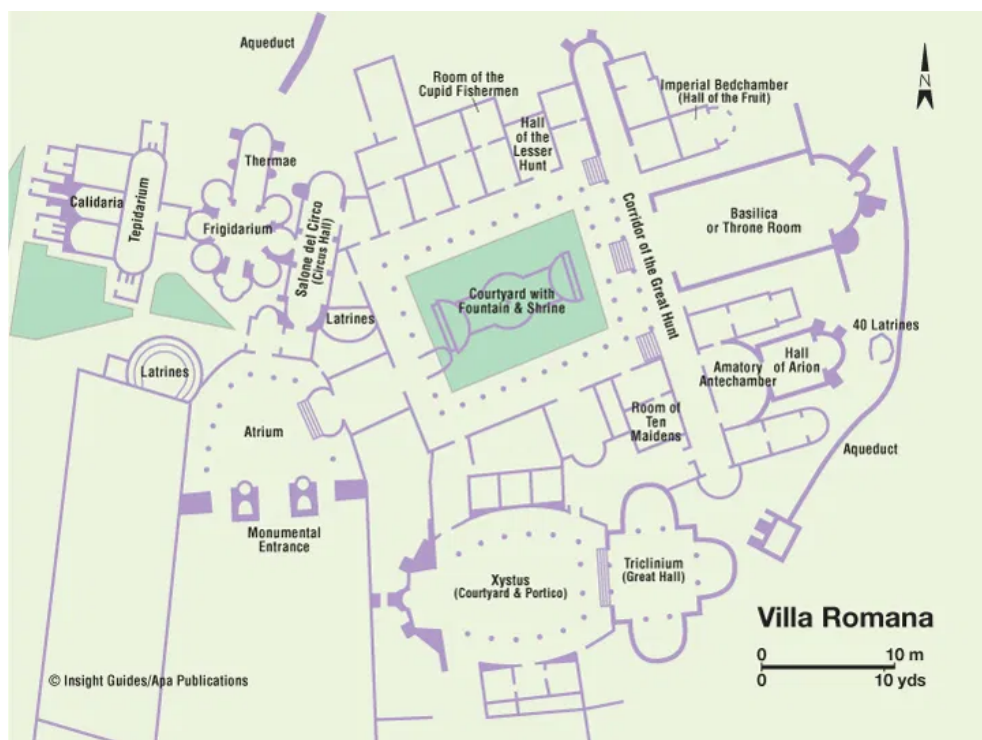 Aqueduct
Room of the
Cupid Fishermen
Imperial Bedchamber
(Hall of the Fruit)
N
Hall
of the
Lesser
Hunt
Thermae
Calidaria
Tepidarium
Frigidarium
Salone del Circo
(Circus Hall)
Corridor of the Great Hunt
Basilica
or Throne Room
Courtyard with
Fountain & Shrine
Latrines
40 Latrines
Latrines
Amatory
Antechamber
Hall
of Arion
Atrium
Room of
Ten
Maidens
Aqueduct
Monumental
Entrance
Xystus
(Courtyard & Portico)
Triclinium
(Great Hall)
Villa Romana
0 10 m
0 10 yds
© Insight Guides/Apa Publications